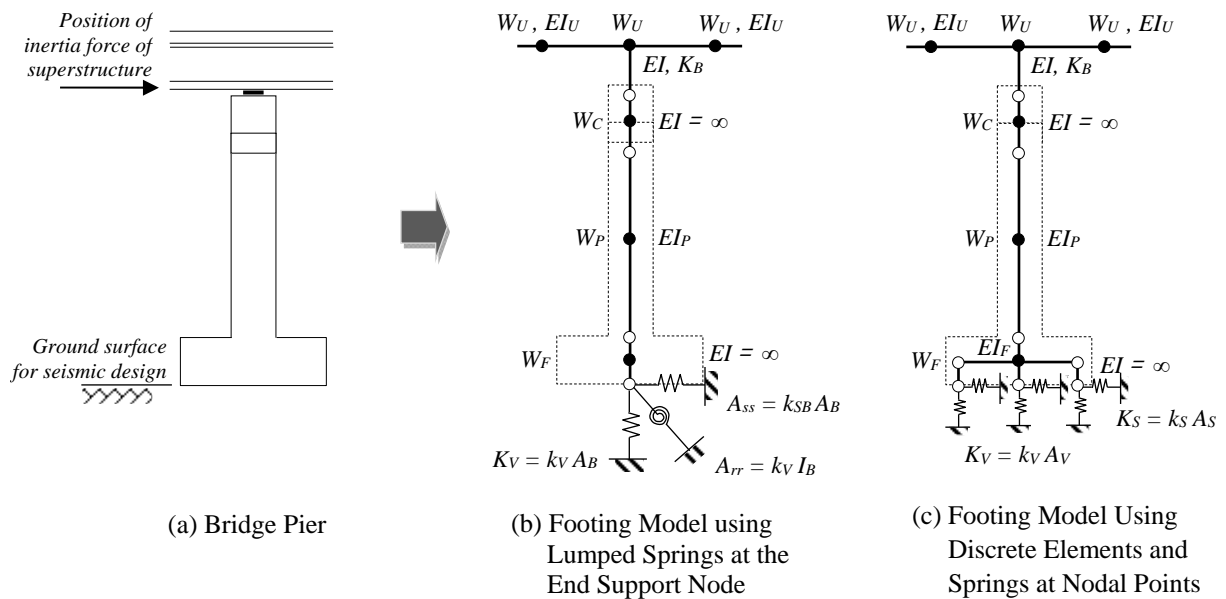 Position of
inertia force of
superstructure
Ground surface
for seismic design
(a) Bridge Pier
W_U , EI_U
W_U
W_U , EI_U
EI, K_B
W_C
EI = ∞
W_P
EI_P
W_F
EI = ∞
A_ss = k_SB A_B
K_V = k_V A_B
A_rr = k_V I_B
(b) Footing Model using
Lumped Springs at the
End Support Node
W_U , EI_U
W_U
W_U , EI_U
EI, K_B
W_C
EI = ∞
W_P
EI_P
W_F
EI_F
EI = ∞
K_S = k_S A_S
K_V = k_V A_V
(c) Footing Model Using
Discrete Elements and
Springs at Nodal Points